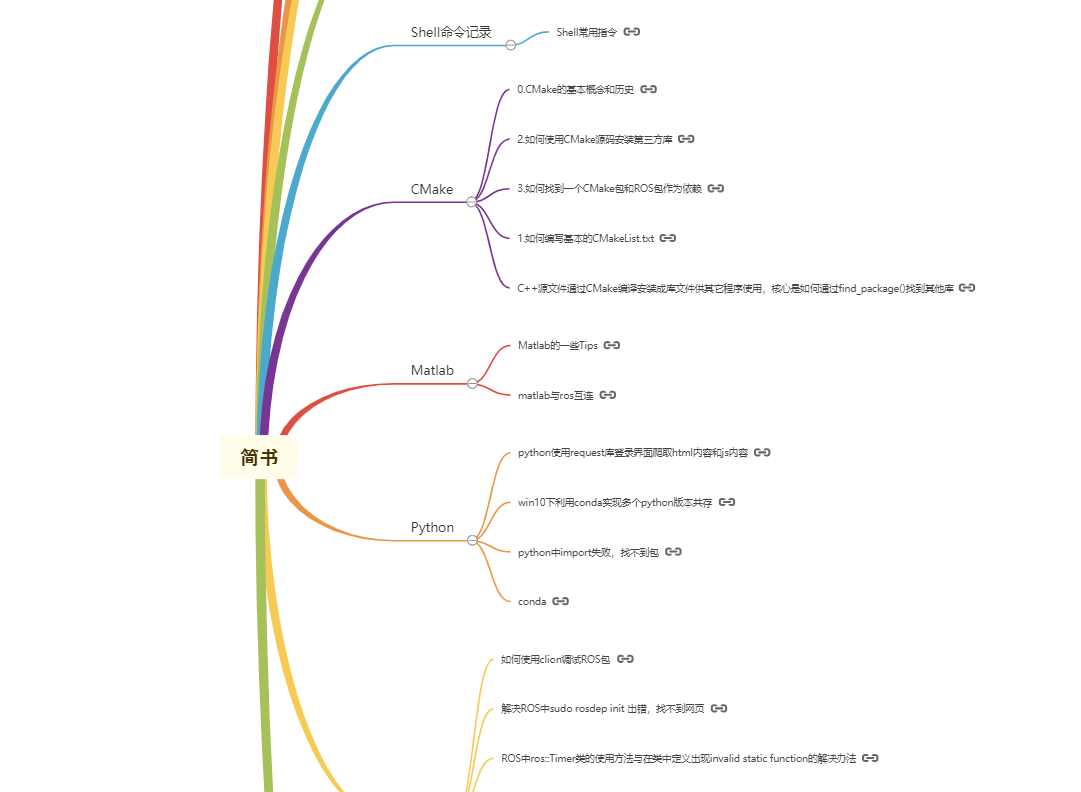 Shell命令记录
Shell常用指令
CMake
0.CMake的基本概念和历史
2.如何使用CMake源码安装第三方库
3.如何找到一个CMake包和ROS包作为依赖
1.如何编写基本的CMakeList.txt
C++源文件通过CMake编译安装成库文件供其它程序使用，核心是如何通过find_package()找到其他库
Matlab
Matlab的一些Tips
matlab与ros互连
简书
Python
python使用request库登录界面爬取html内容和js内容
win10下利用conda实现多个python版本共存
python中import失败，找不到包
conda
如何使用clion调试ROS包
解决ROS中sudo rosdep init 出错，找不到网页
ROS中ros::Timer类的使用方法与在类中定义出现invalid static function的解决办法